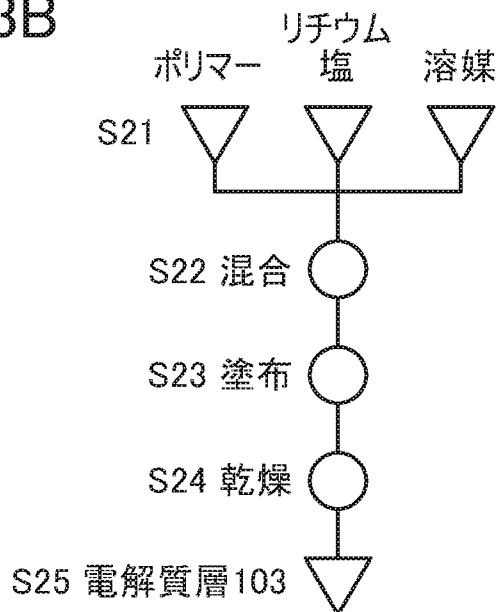 3B
リチウム
ポリマー 塩 溶媒
S21
S22 混合
S23 塗布
S24 乾燥
S25 電解質層103